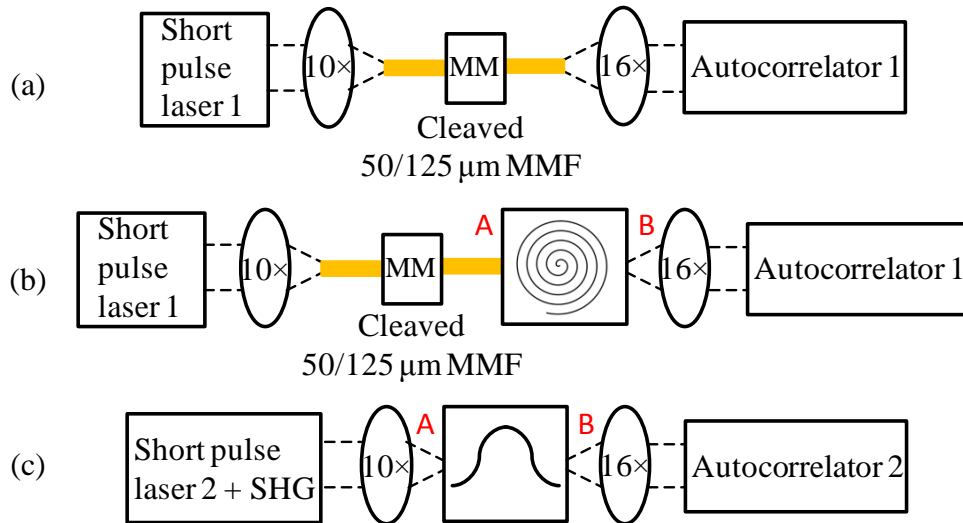 (a)
Short
pulse
laser 1
10×
MM
16×
Autocorrelator 1
Cleaved
50/125 μm MMF
(b)
Short
pulse
laser 1
10×
MM
A
B
16×
Autocorrelator 1
Cleaved
50/125 μm MMF
(c)
Short pulse
laser 2 + SHG
10×
A
B
16×
Autocorrelator 2